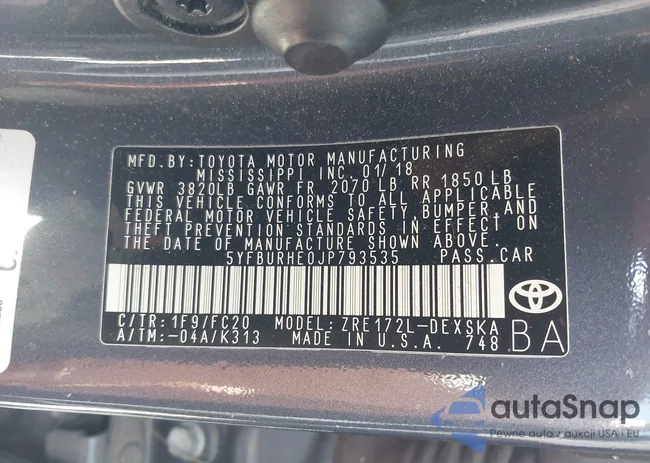 MFD.BY:TOYOTA MOTOR MANUFACTURING
MISSISSIPPI INC. 01/18
GVWR 3820LB GAWR FR 2070 LB, RR 1850 LB
THIS VEHICLE CONFORMS TO ALL APPLICABLE
FEDERAL MOTOR VEHICLE SAFETY, BUMPER, AND
THEFT PREVENTION STANDARDS IN EFFECT ON
THE DATE OF MANUFACTURE SHOWN ABOVE.
5YFBURHE0JP793535 PASS.CAR
C/TR:1F9/FC20 MODEL: ZRE172L-DEXSKA
A/TM:-04A/K313 MADE IN U.S.A. 748
BA
autaSnap
Pewne auta z aukcji USA i EU